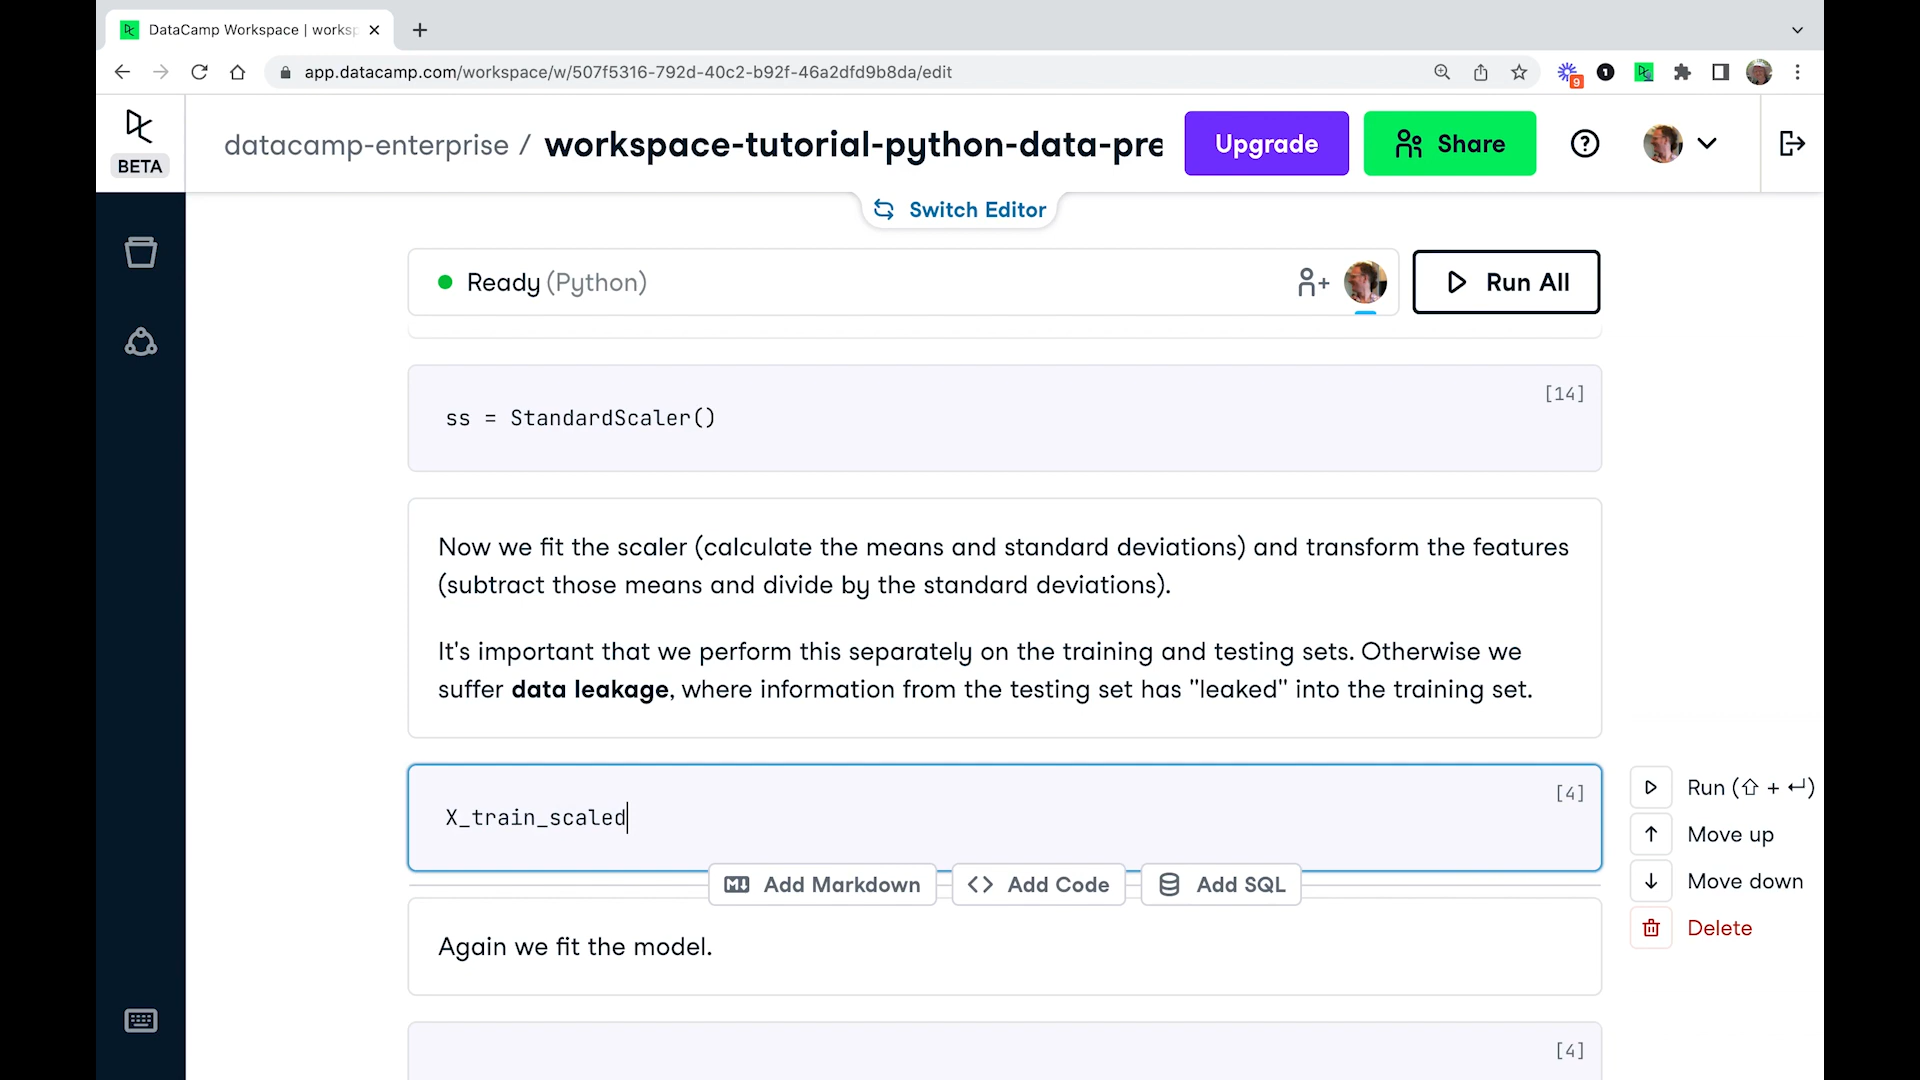 DataCamp Workspace | worksp
app.datacamp.com/workspace/w/507f5316-792d-40c2-b92f-46a2dfd9b8da/edit
9
1
BETA
datacamp-enterprise / workspace-tutorial-python-data-pre
Upgrade
Share
Switch Editor
Ready (Python)
Run All
[14]
ss = StandardScaler()
Now we fit the scaler (calculate the means and standard deviations) and transform the features
(subtract those means and divide by the standard deviations).
It's important that we perform this separately on the training and testing sets. Otherwise we
suffer data leakage, where information from the testing set has "leaked" into the training set.
[4]
X_train_scaled
Run (⇧ + ↵)
Move up
Move down
Delete
Add Markdown
Add Code
Add SQL
Again we fit the model.
[4]